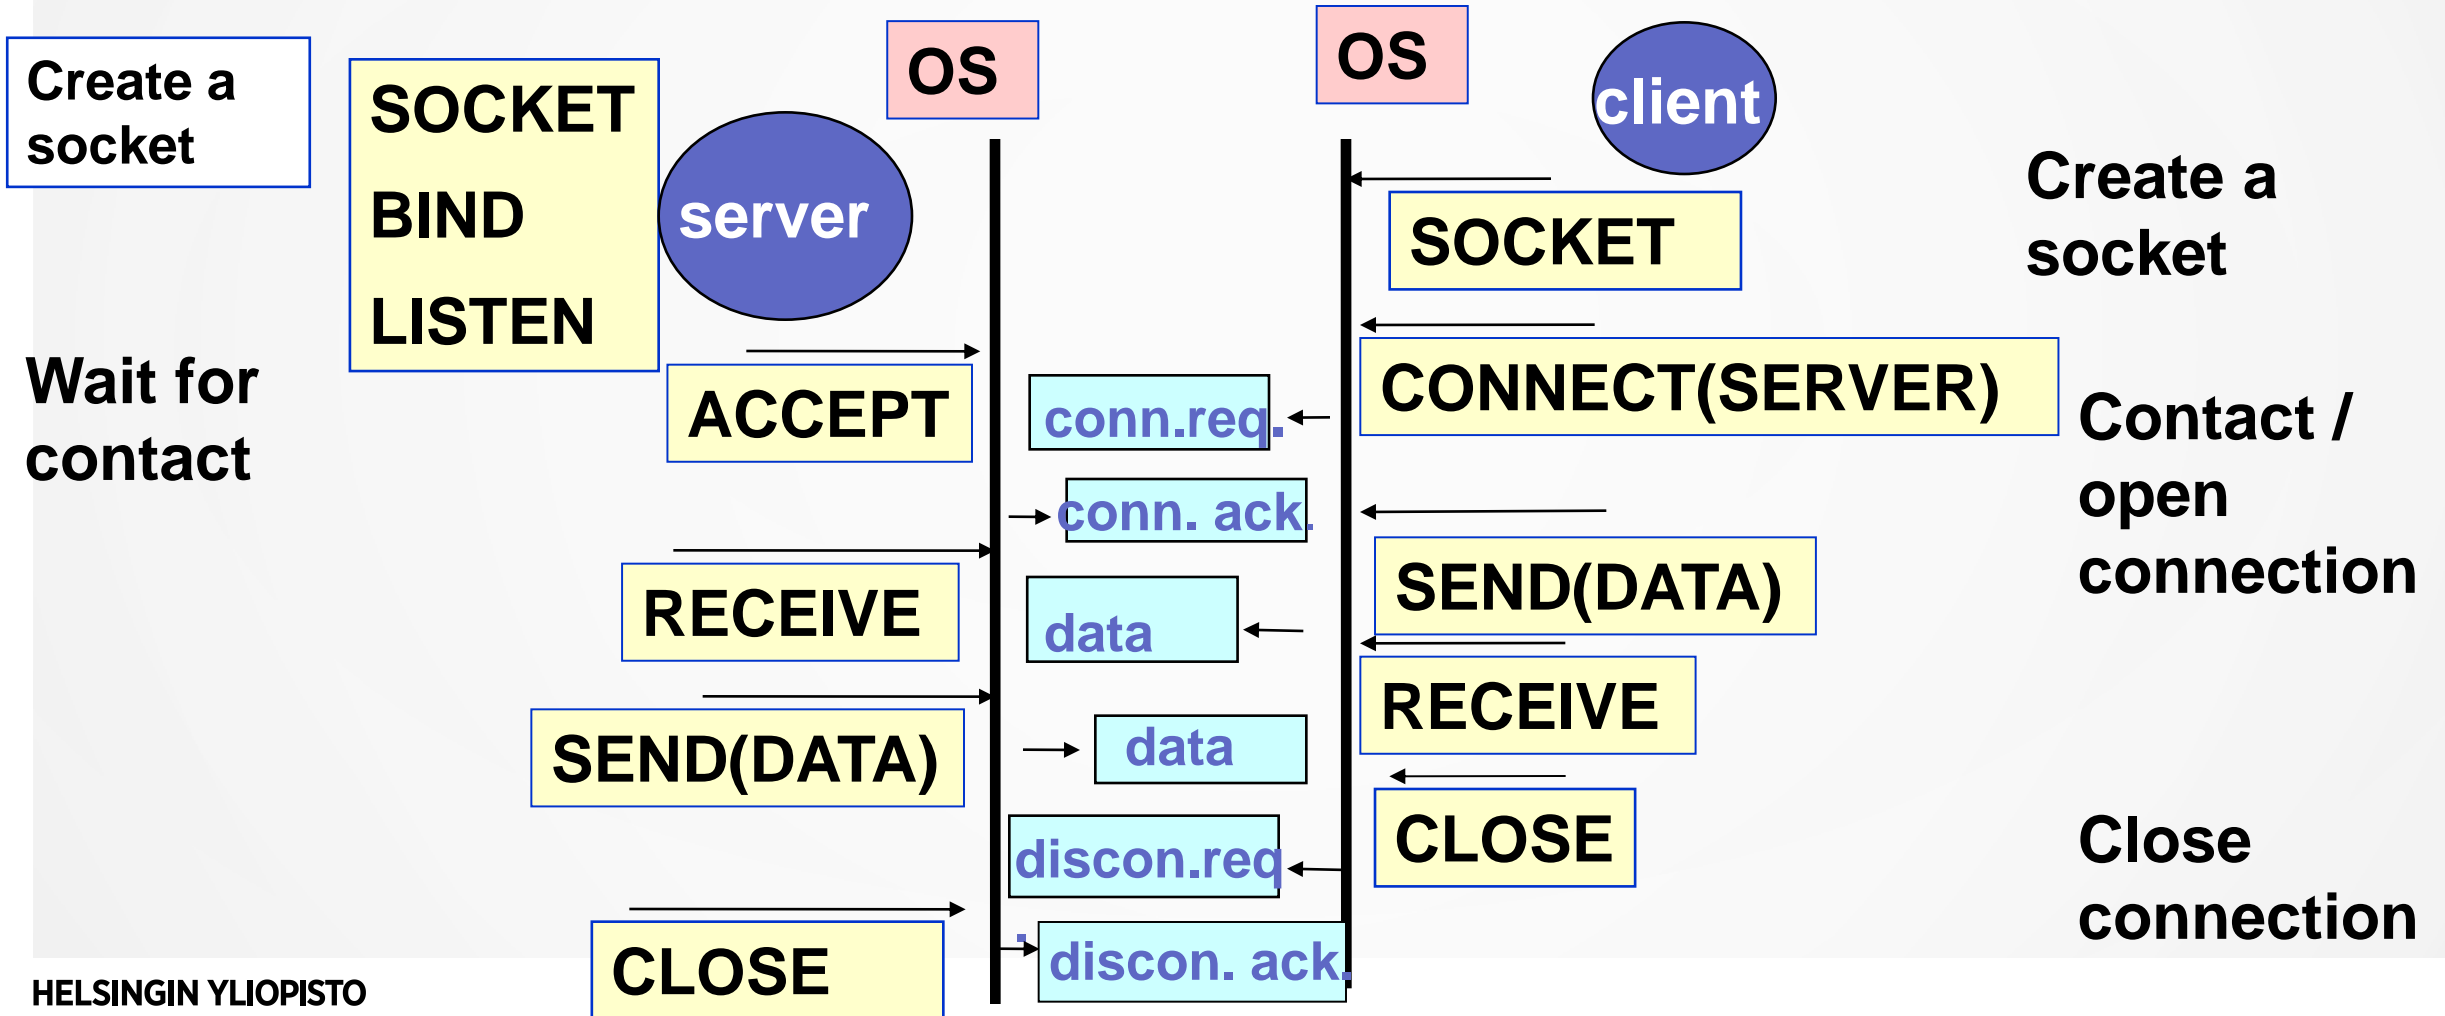 Create a
socket
SOCKET
BIND
LISTEN
server
OS
OS
client
Create a
socket
SOCKET
Wait for
contact
ACCEPT
conn.req.
CONNECT(SERVER)
Contact /
open
connection
conn. ack.
RECEIVE
data
SEND(DATA)
RECEIVE
SEND(DATA)
data
CLOSE
discon.req
Close
connection
CLOSE
. discon. ack.
HELSINGIN YLIOPISTO